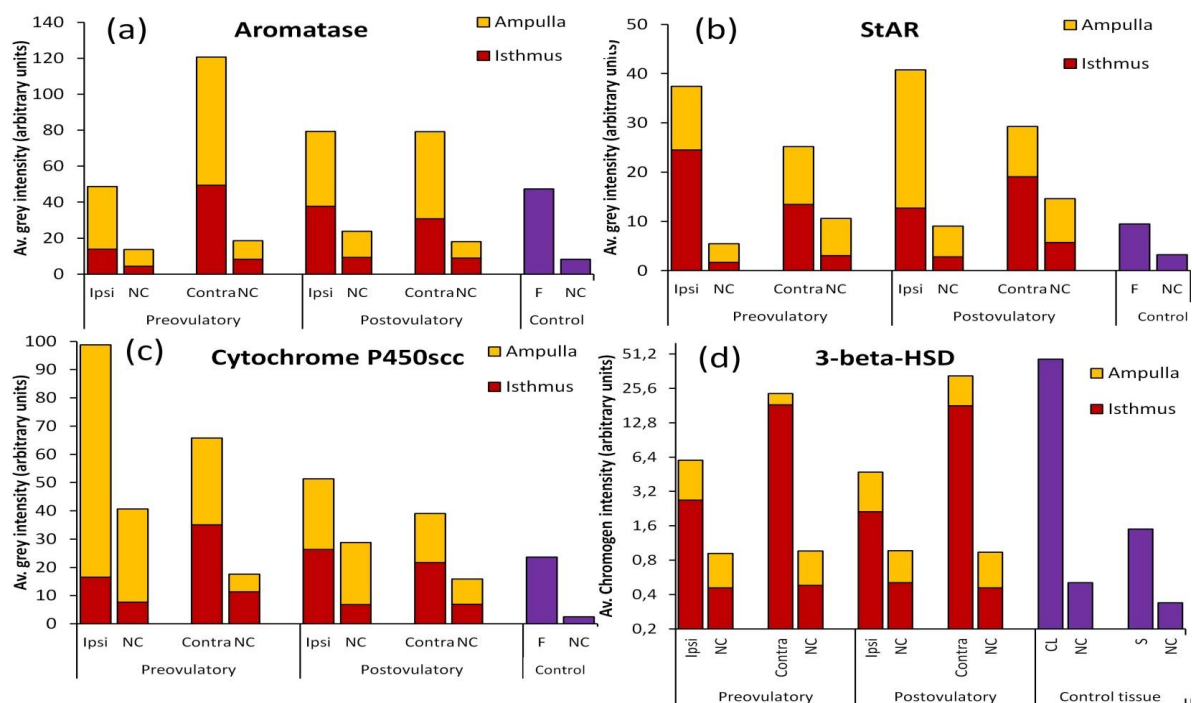 (a) Aromatase
Ampulla
Isthmus
Av. grey intensity (arbitrary units)
140
120
100
80
60
40
20
0
Ipsi NC Contra NC Ipsi NC Contra NC F NC
Preovulatory Postovulatory Control
(b) StAR
Ampulla
Isthmus
Av. grey intensity (arbitrary units)
50
40
30
20
10
0
Ipsi NC Contra NC Ipsi NC Contra NC F NC
Preovulatory Postovulatory Control
(c) Cytochrome P450scc
Ampulla
Isthmus
Av. grey intensity (arbitrary units)
100
90
80
70
60
50
40
30
20
10
0
Ipsi NC Contra NC Ipsi NC Contra NC F NC
Preovulatory Postovulatory Control
(d) 3-beta-HSD
Ampulla
Isthmus
Av. Chromogen intensity (arbitrary units)
51,2
25,6
12,8
6,4
3,2
1,6
0,8
0,4
0,2
Ipsi NC Contra NC Ipsi NC Contra NC CL NC S NC
Preovulatory Postovulatory Control tissue